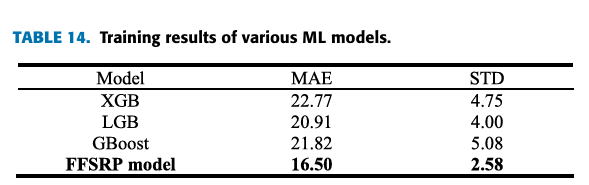 TABLE 14. Training results of various ML models.
Model MAE STD
XGB 22.77 4.75
LGB 20.91 4.00
GBoost 21.82 5.08
FFSRP model 16.50 2.58